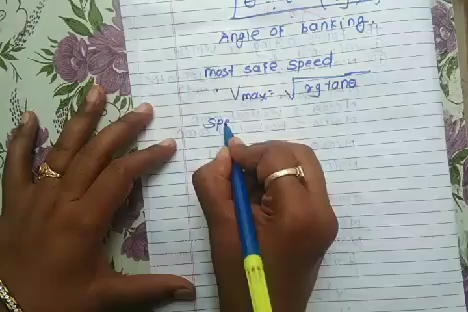 Angle of banking.
most safe speed
Vmax = √rg tanθ
Spe